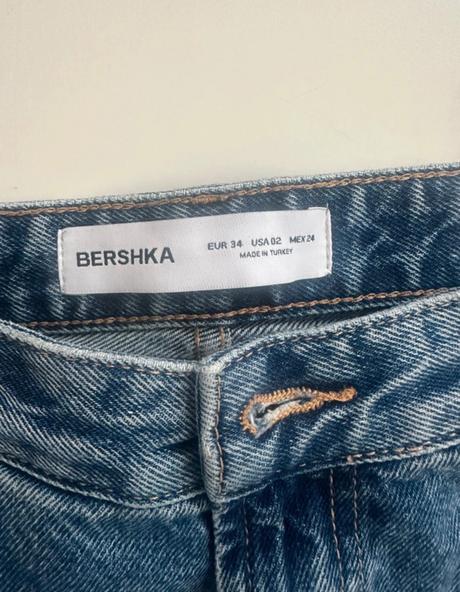 BERSHKA
EUR 34 USA 02 MEX 24
MADE IN TURKEY